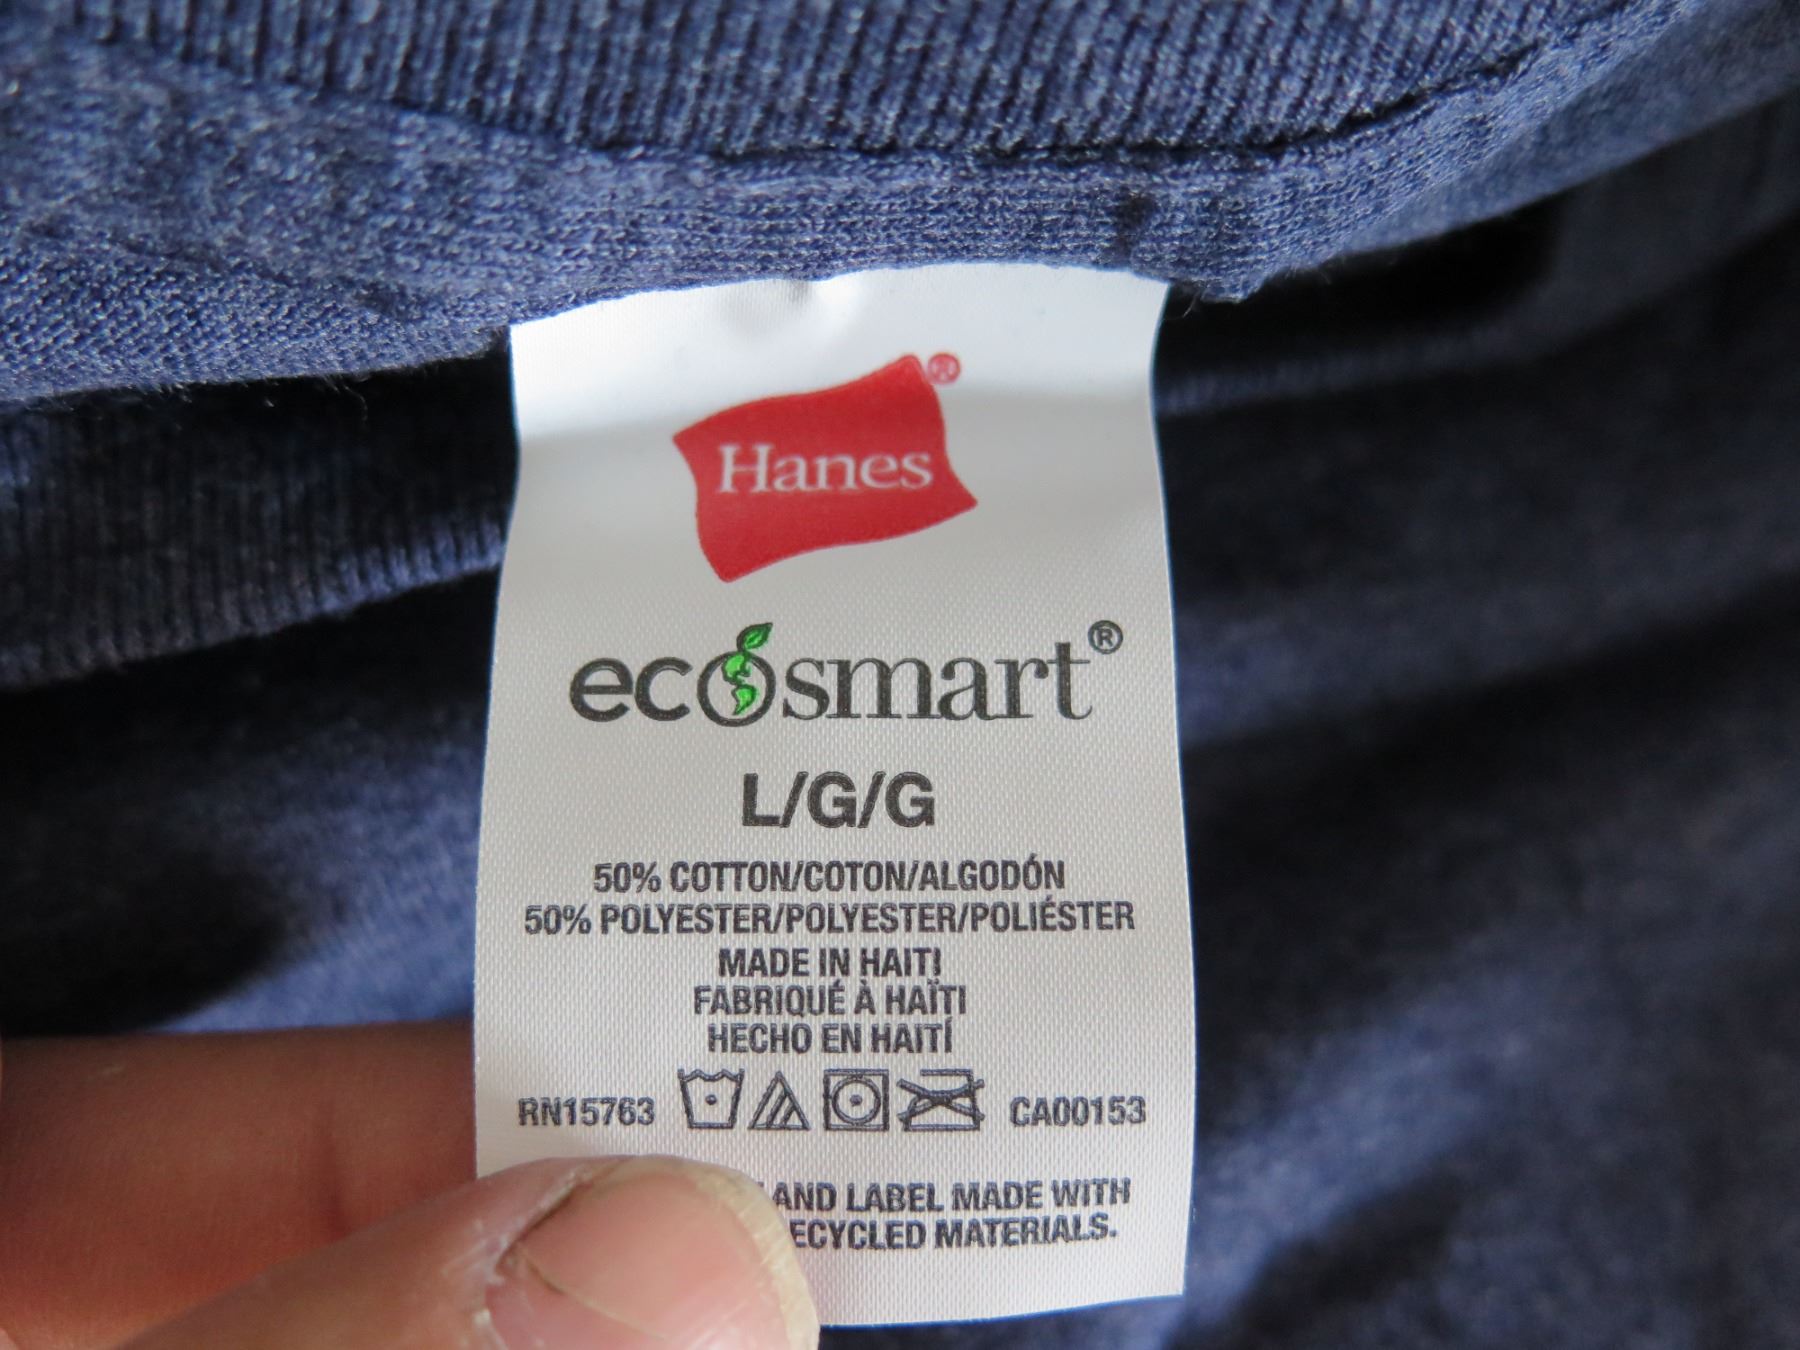 Hanes®
ecosmart®
L/G/G
50% COTTON/COTON/ALGODÓN
50% POLYESTER/POLYESTER/POLIÉSTER
MADE IN HAITI
FABRIQUÉ À HAÏTI
HECHO EN HAITÍ
RN15763 CA00153
AND LABEL MADE WITH
ECYCLED MATERIALS.